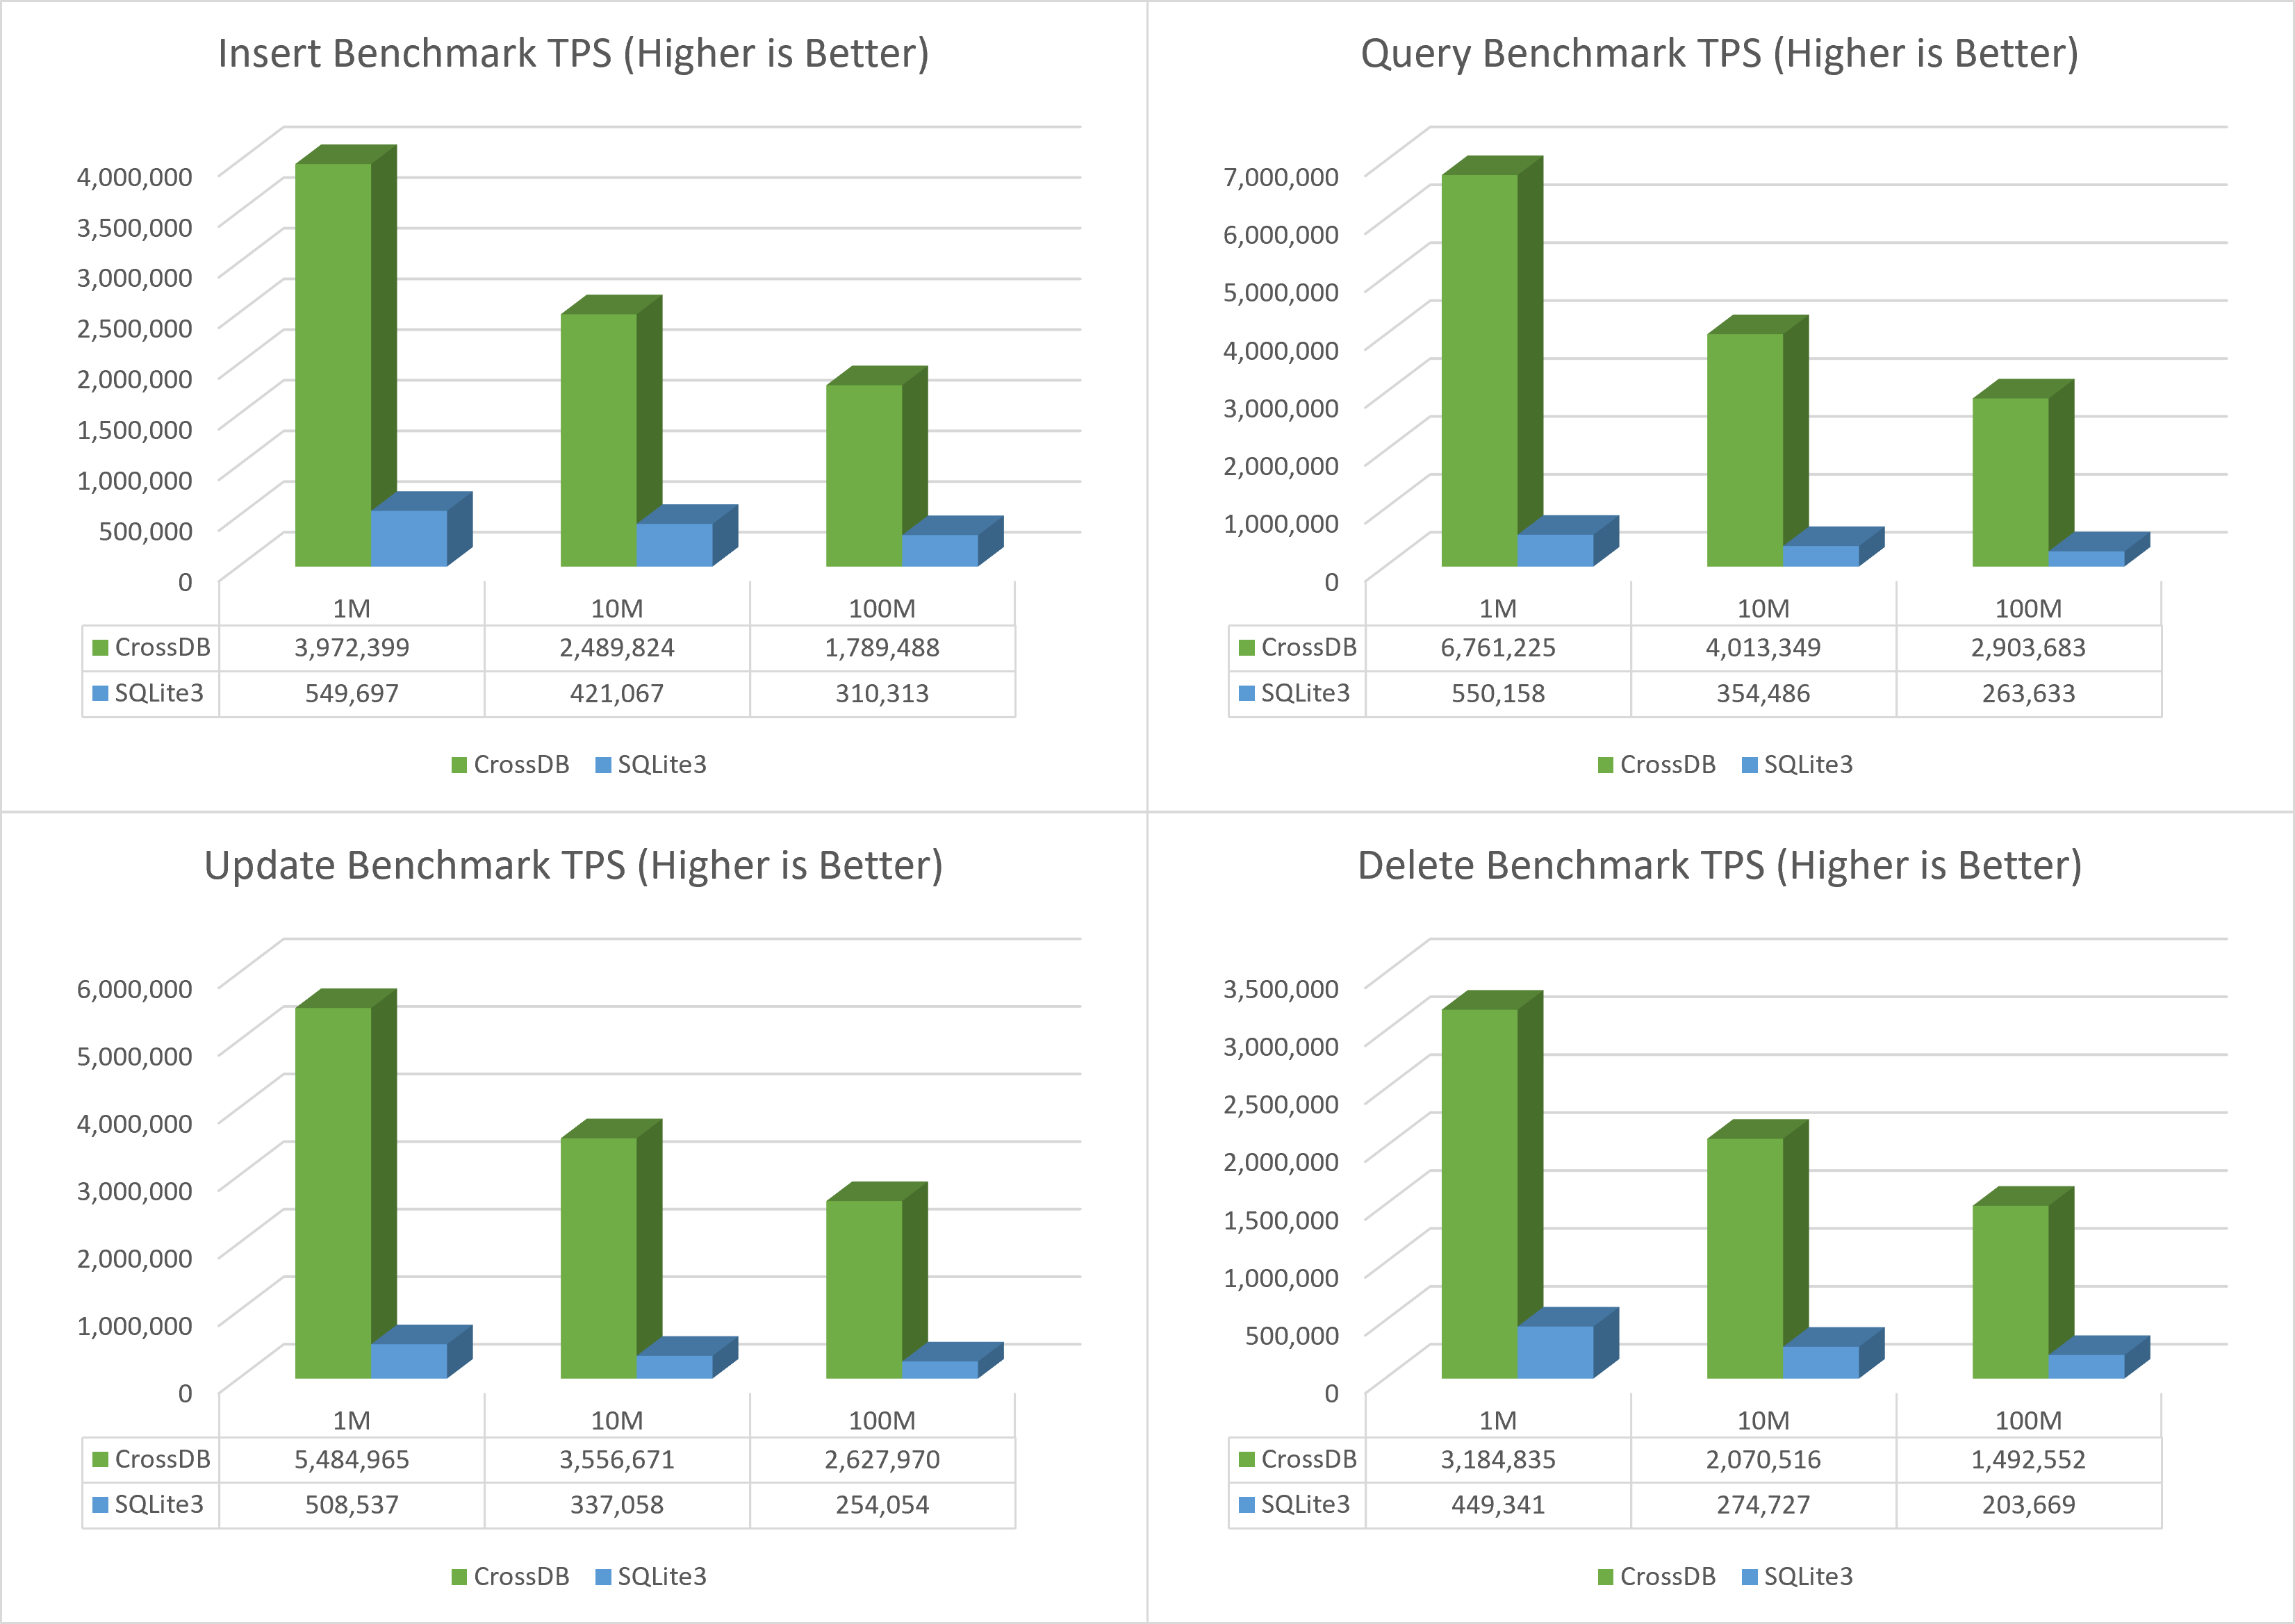 Insert Benchmark TPS (Higher is Better)
4,000,000
3,500,000
3,000,000
2,500,000
2,000,000
1,500,000
1,000,000
500,000
0
1M 10M 100M
CrossDB 3,972,399 2,489,824 1,789,488
SQLite3 549,697 421,067 310,313
CrossDB SQLite3
Query Benchmark TPS (Higher is Better)
7,000,000
6,000,000
5,000,000
4,000,000
3,000,000
2,000,000
1,000,000
0
1M 10M 100M
CrossDB 6,761,225 4,013,349 2,903,683
SQLite3 550,158 354,486 263,633
CrossDB SQLite3
Update Benchmark TPS (Higher is Better)
6,000,000
5,000,000
4,000,000
3,000,000
2,000,000
1,000,000
0
1M 10M 100M
CrossDB 5,484,965 3,556,671 2,627,970
SQLite3 508,537 337,058 254,054
CrossDB SQLite3
Delete Benchmark TPS (Higher is Better)
3,500,000
3,000,000
2,500,000
2,000,000
1,500,000
1,000,000
500,000
0
1M 10M 100M
CrossDB 3,184,835 2,070,516 1,492,552
SQLite3 449,341 274,727 203,669
CrossDB SQLite3